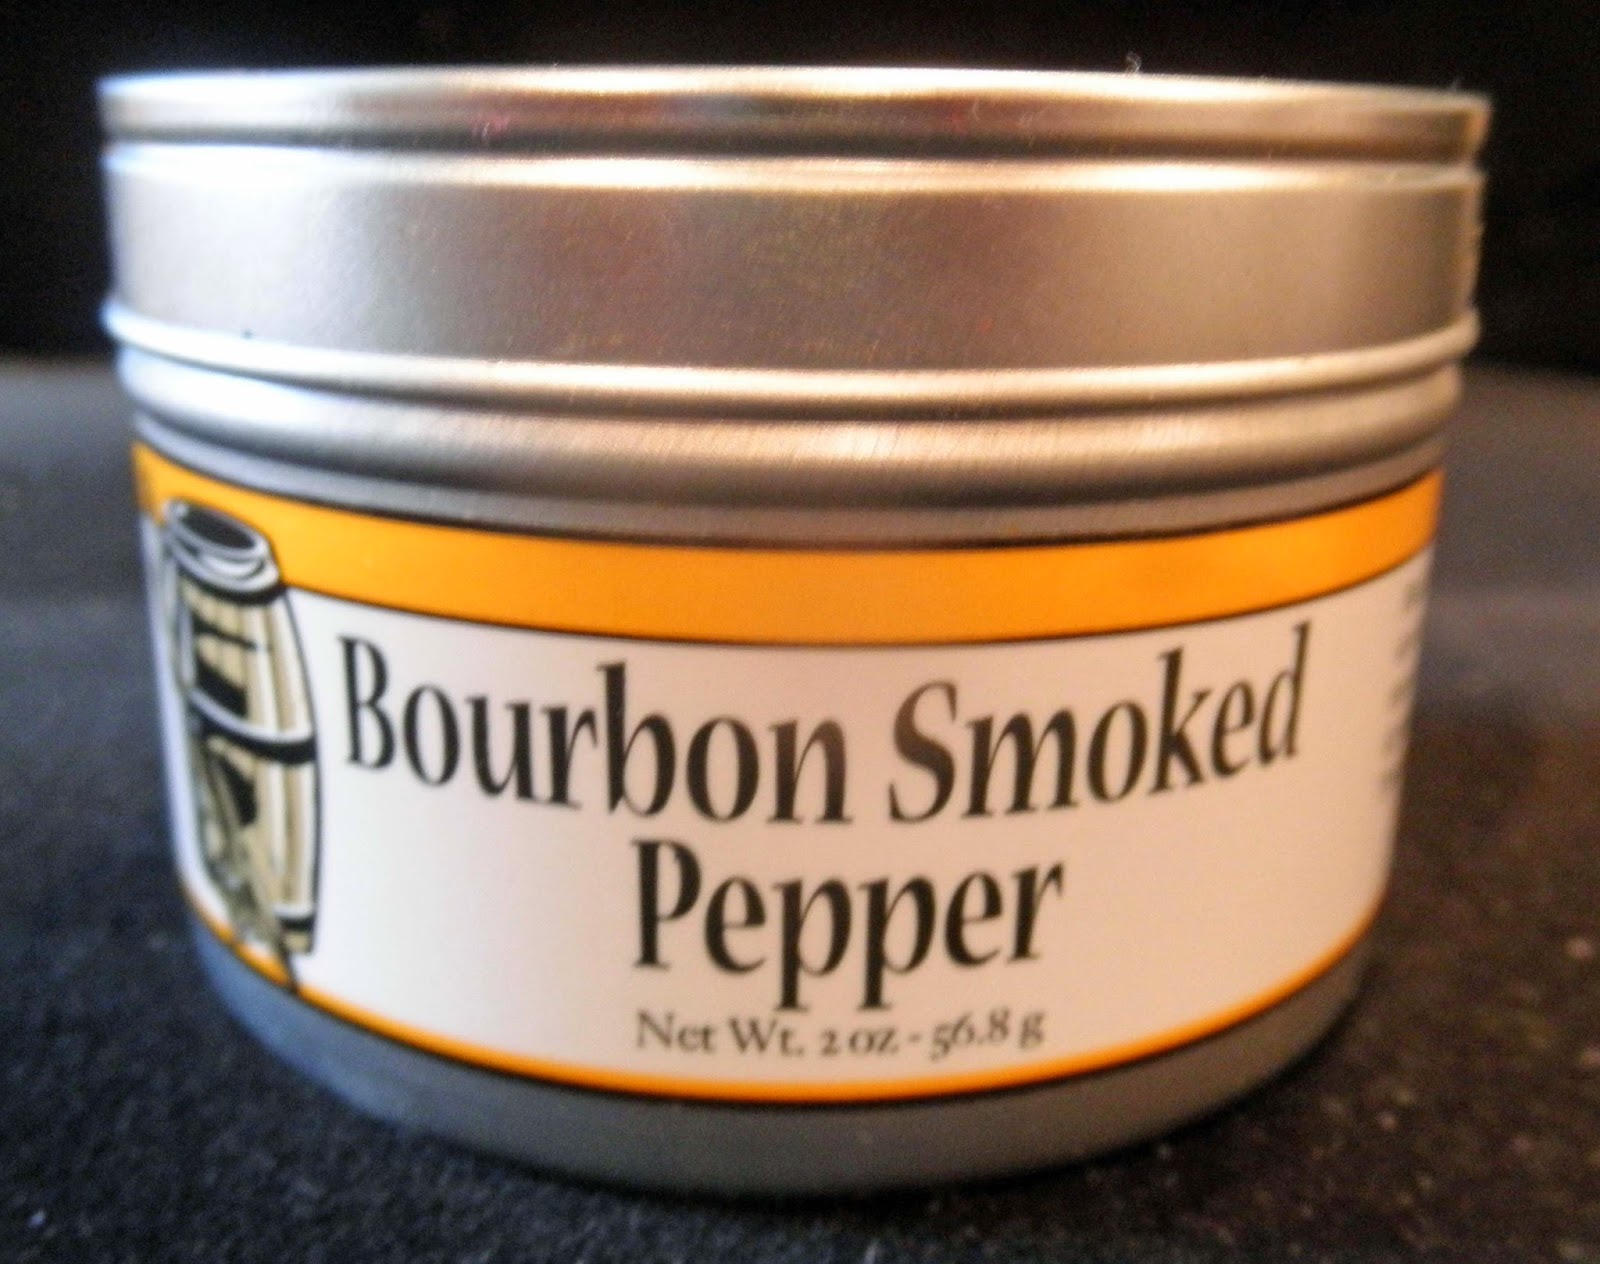 Bourbon Smoked
Pepper
Net Wt. 2 oz - 56.8 g